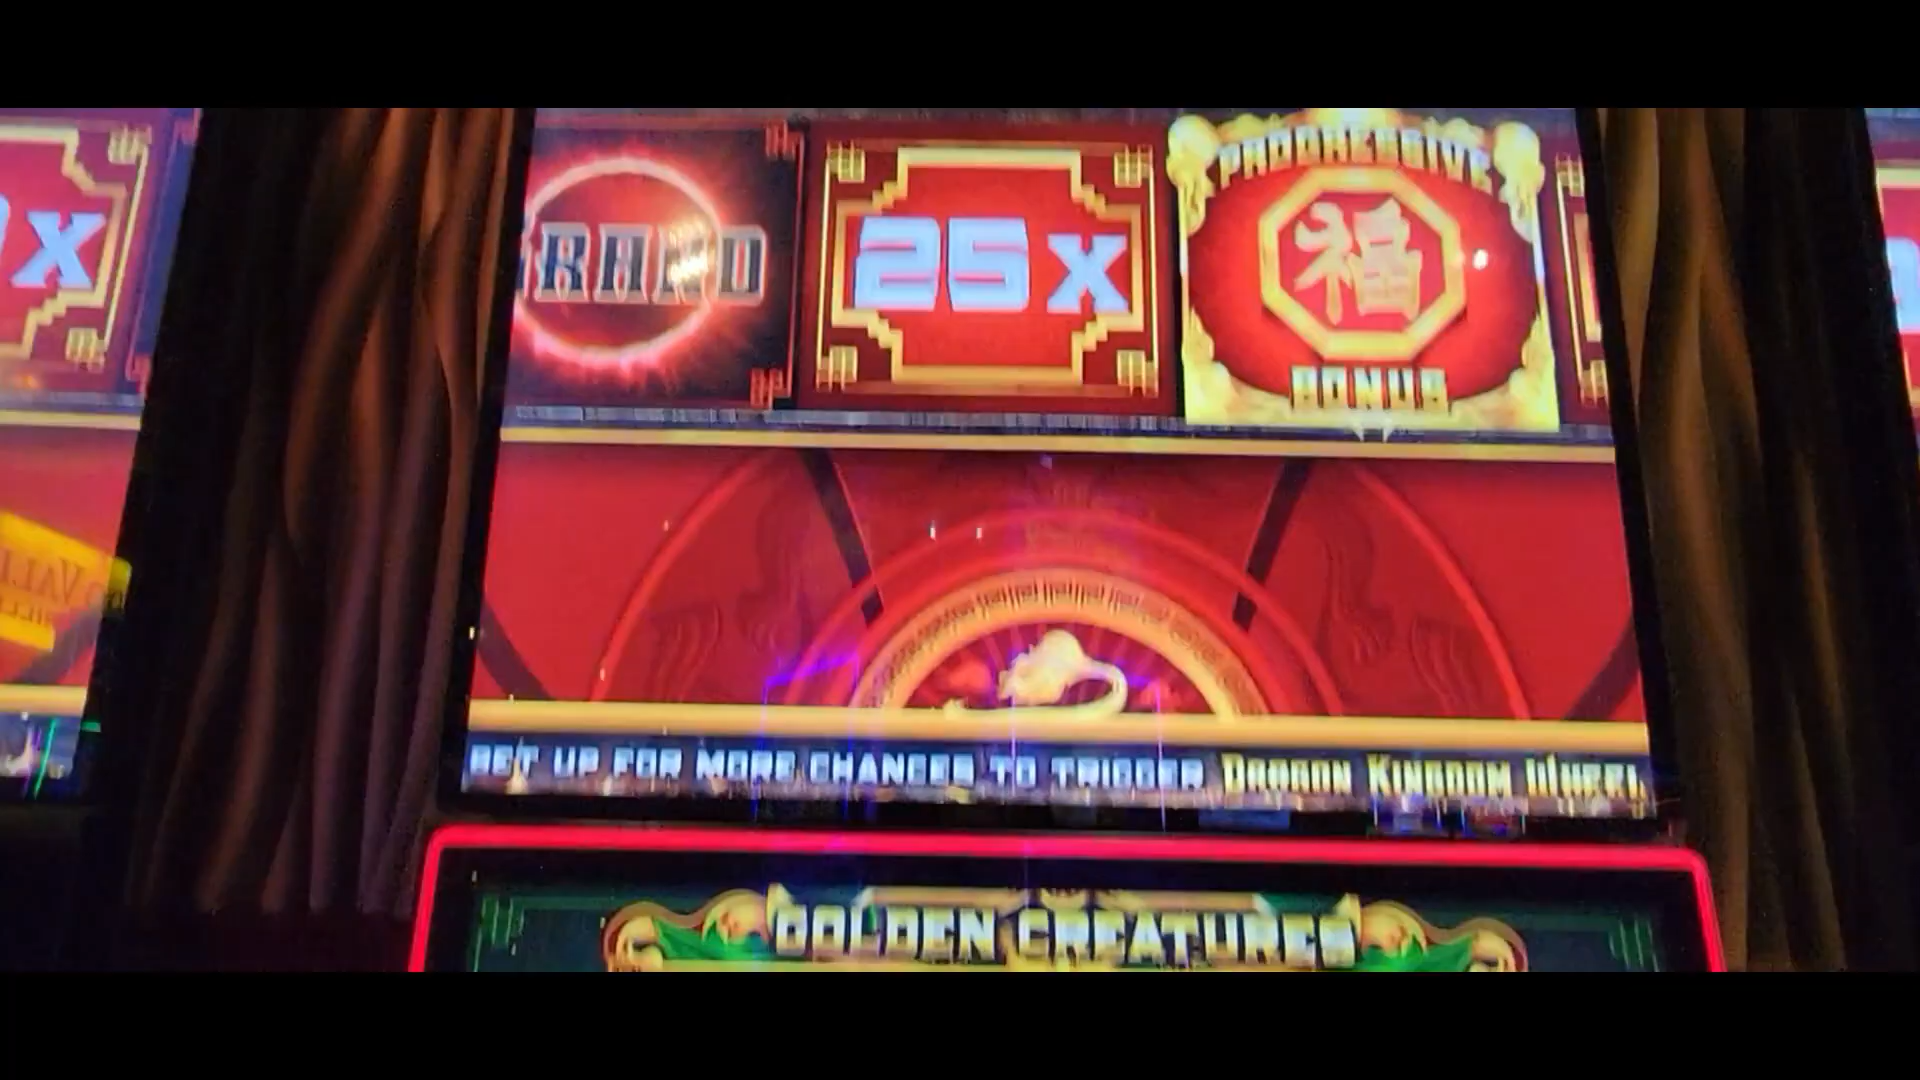 GRAND
25x
PROGRESSIVE
福
BONUS
x
BET UP FOR MORE CHANCES TO TRIGGER DRAGON KINGDOM WHEEL
GOLDEN CREATURES